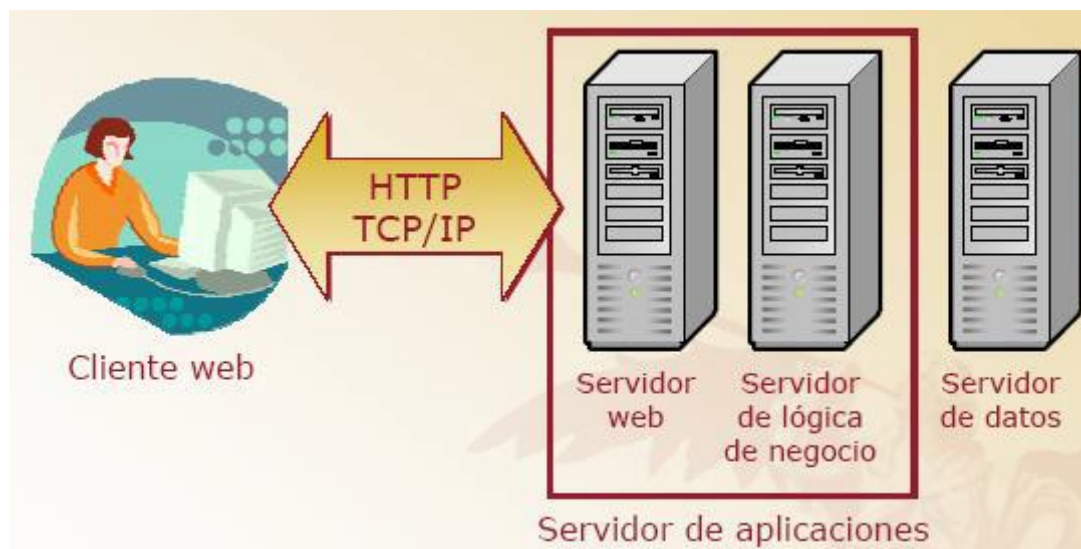 HTTP
TCP/IP
Cliente web
Servidor
web
Servidor
de lógica
de negocio
Servidor
de datos
Servidor de aplicaciones